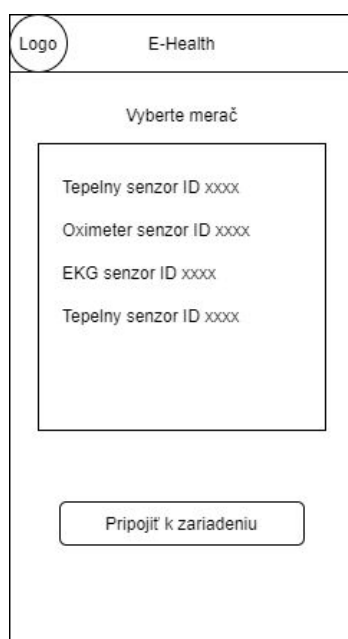 Logo E-Health
Vyberte merač
Tepelny senzor ID xxxx
Oximeter senzor ID xxxx
EKG senzor ID xxxx
Tepelny senzor ID xxxx
Pripojiť k zariadeniu